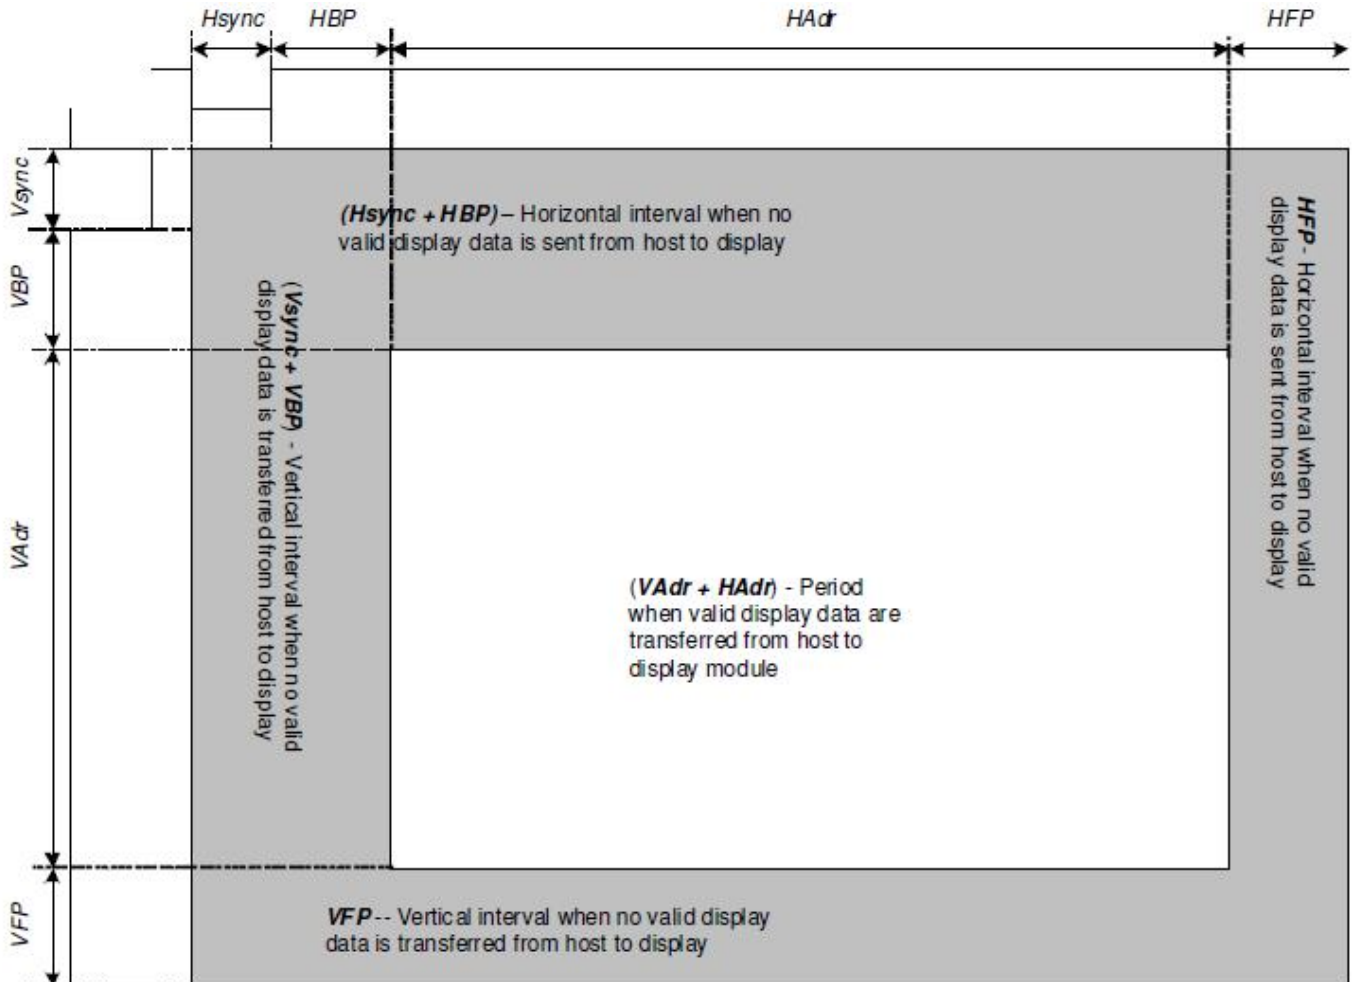 Hsync HBP HAdr HFP
Vsync
VBP
VAdr
VFP
(Hsync + HBP) – Horizontal interval when no
valid display data is sent from host to display
(Vsync + VBP) - Vertical interval when no valid
display data is transferred from host to display
HFP - Horizontal interval when no valid
display data is sent from host to display
(VAdr + HAdr) - Period
when valid display data are
transferred from host to
display module
VFP -- Vertical interval when no valid display
data is transferred from host to display